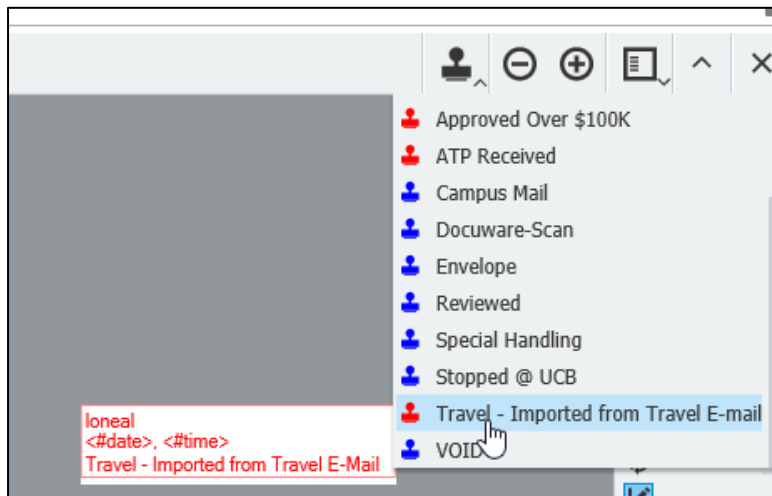 Approved Over $100K
ATP Received
Campus Mail
Docuware-Scan
Envelope
Reviewed
Special Handling
Stopped @ UCB
Travel - Imported from Travel E-mail
VOID
loneal
<#date>, <#time>
Travel - Imported from Travel E-Mail